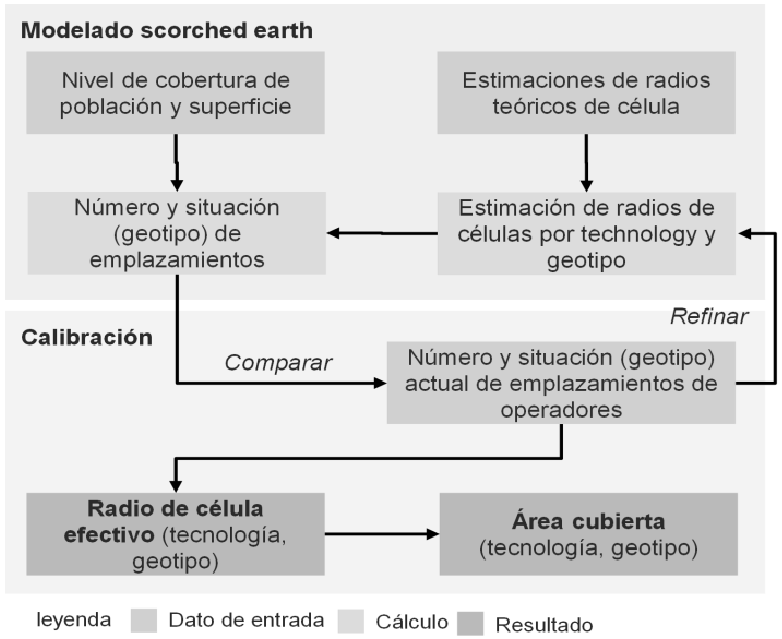 Modelado scorched earth
Nivel de cobertura de
población y superficie
Estimaciones de radios
teóricos de célula
Número y situación
(geotipo) de
emplazamientos
Estimación de radios de
células por technology y
geotipo
Refinar
Calibración
Comparar
Número y situación (geotipo)
actual de emplazamientos de
operadores
Radio de célula
efectivo (tecnología,
geotipo)
Área cubierta
(tecnología, geotipo)
leyenda
Dato de entrada
Cálculo
Resultado